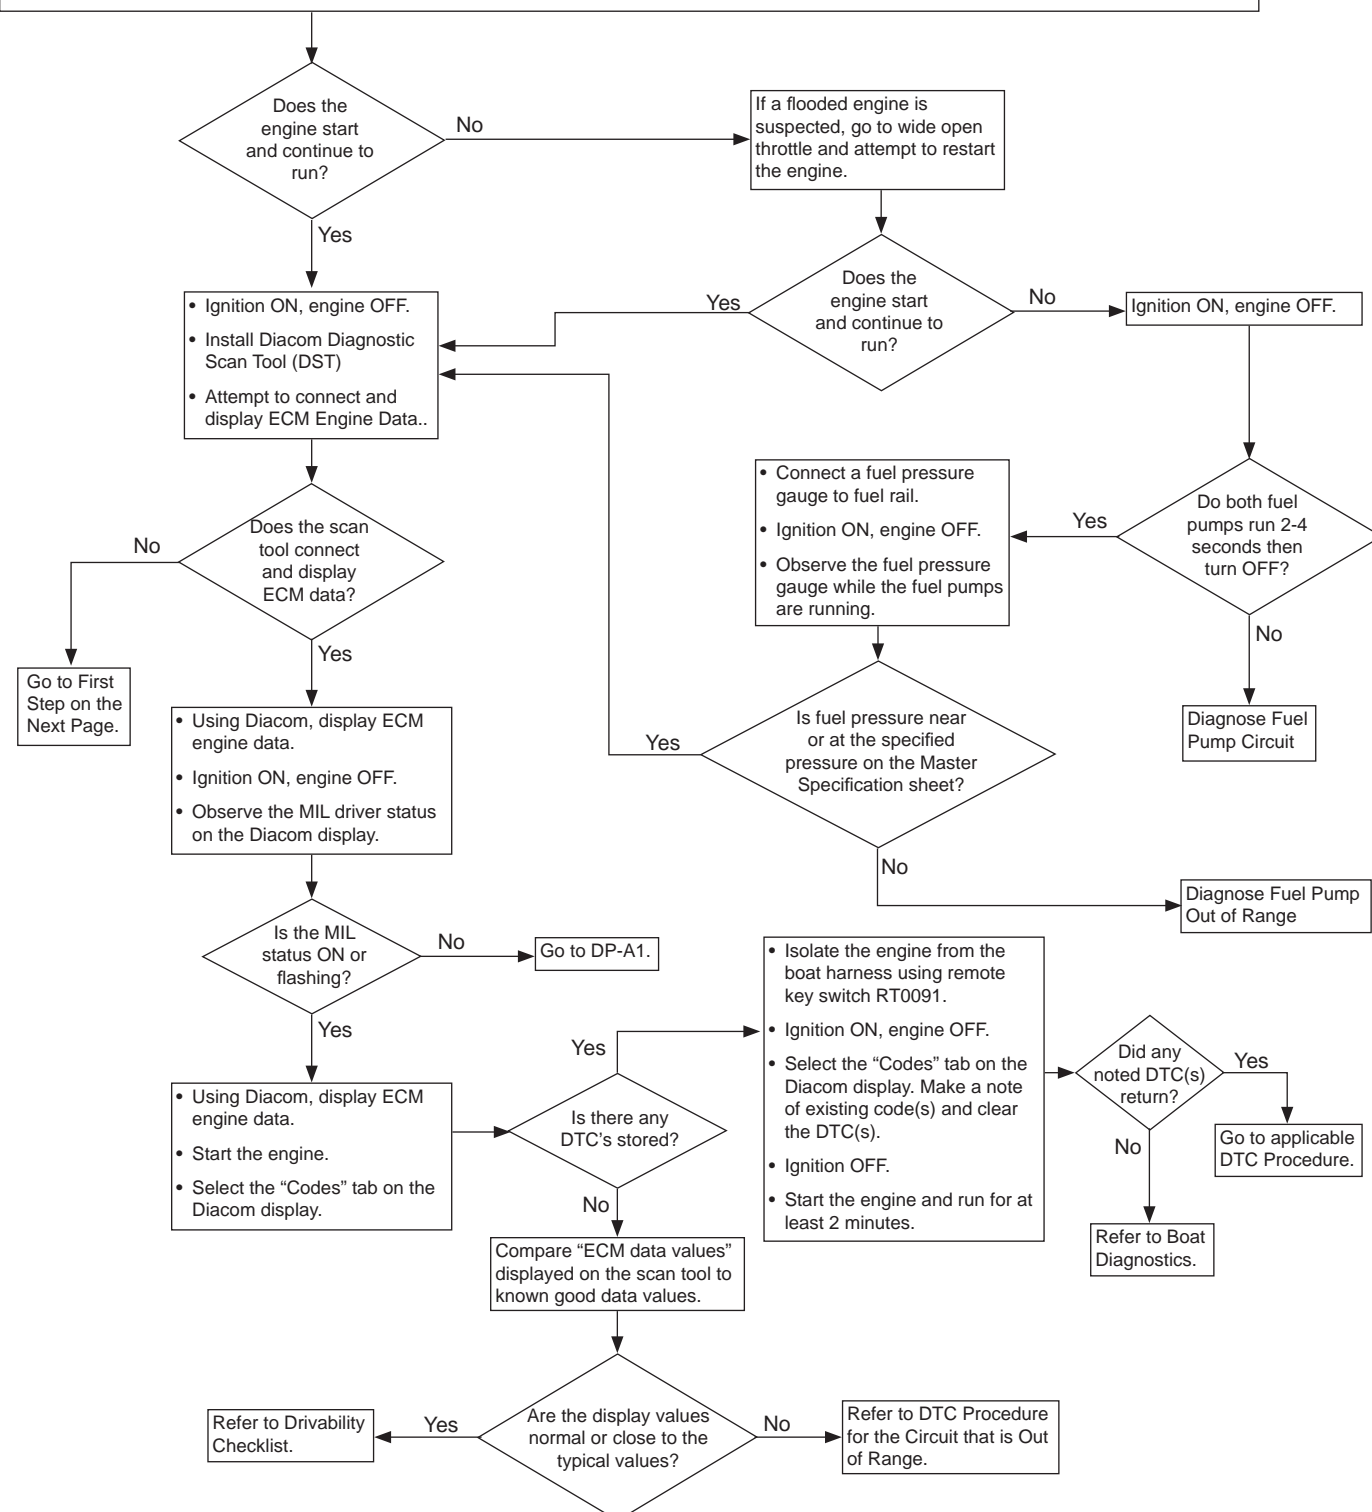 Does the
engine start
and continue to
run?
No
Yes
If a flooded engine is
suspected, go to wide open
throttle and attempt to restart
the engine.
Does the
engine start
and continue to
run?
Yes
No
Ignition ON, engine OFF.
• Ignition ON, engine OFF.
• Install Diacom Diagnostic
Scan Tool (DST)
• Attempt to connect and
display ECM Engine Data..
Do both fuel
pumps run 2-4
seconds then
turn OFF?
Yes
No
• Connect a fuel pressure
gauge to fuel rail.
• Ignition ON, engine OFF.
• Observe the fuel pressure
gauge while the fuel pumps
are running.
Diagnose Fuel
Pump Circuit
Does the scan
tool connect
and display
ECM data?
No
Yes
Go to First
Step on the
Next Page.
Is fuel pressure near
or at the specified
pressure on the Master
Specification sheet?
Yes
No
Diagnose Fuel Pump
Out of Range
• Using Diacom, display ECM
engine data.
• Ignition ON, engine OFF.
• Observe the MIL driver status
on the Diacom display.
Is the MIL
status ON or
flashing?
No
Yes
Go to DP-A1.
• Using Diacom, display ECM
engine data.
• Start the engine.
• Select the “Codes” tab on the
Diacom display.
Is there any
DTC's stored?
Yes
No
• Isolate the engine from the
boat harness using remote
key switch RT0091.
• Ignition ON, engine OFF.
• Select the “Codes” tab on the
Diacom display. Make a note
of existing code(s) and clear
the DTC(s).
• Ignition OFF.
• Start the engine and run for at
least 2 minutes.
Did any
noted DTC(s)
return?
Yes
No
Go to applicable
DTC Procedure.
Refer to Boat
Diagnostics.
Compare “ECM data values”
displayed on the scan tool to
known good data values.
Are the display values
normal or close to the
typical values?
Yes
No
Refer to Drivability
Checklist.
Refer to DTC Procedure
for the Circuit that is Out
of Range.